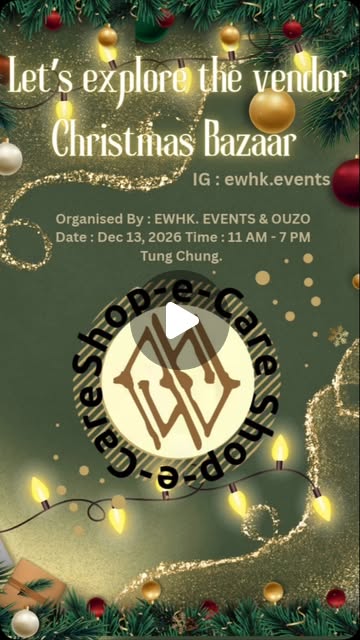 Let's explore the vendor
Christmas Bazaar
IG : ewhk.events
Organised By : EWHK. EVENTS & OUZO
Date : Dec 13, 2026 Time : 11 AM - 7 PM
Tung Chung.
Shop-e-Care Shop-e-Care